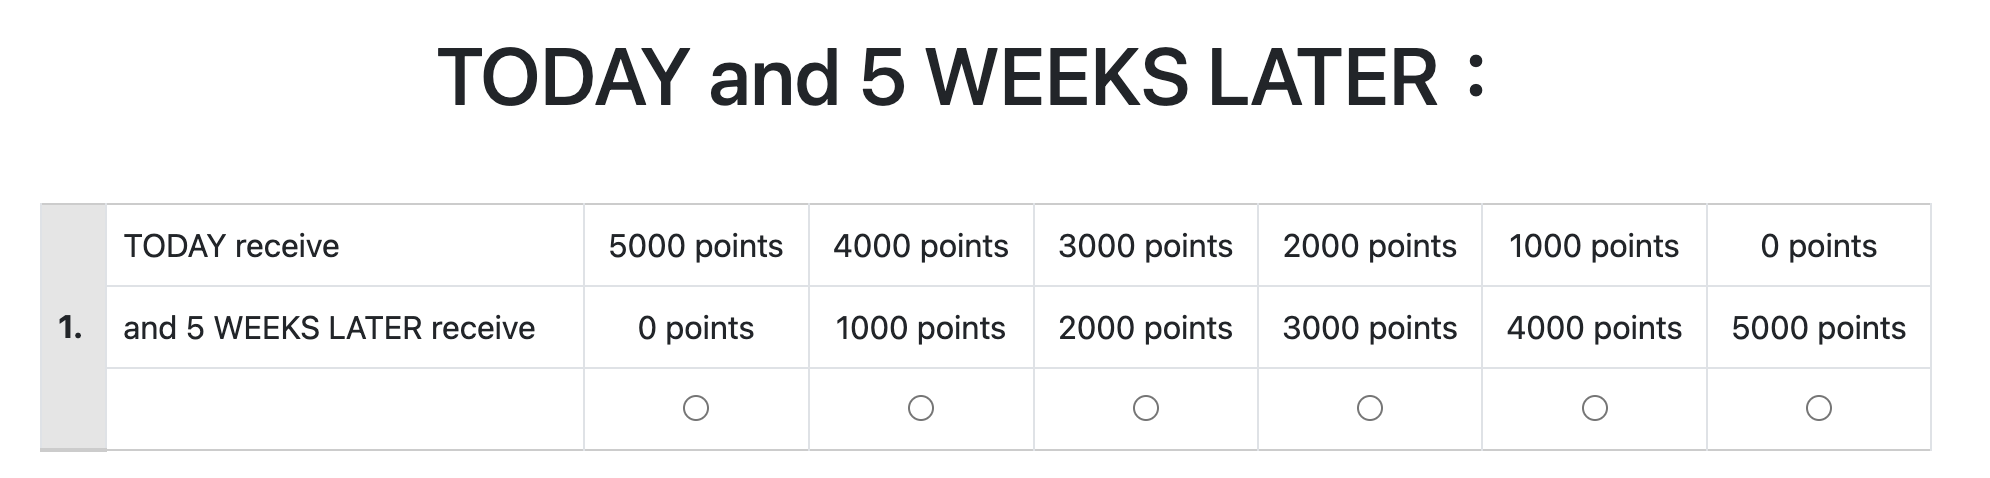 TODAY and 5 WEEKS LATER :
TODAY receive 5000 points 4000 points 3000 points 2000 points 1000 points 0 points
1.
and 5 WEEKS LATER receive 0 points 1000 points 2000 points 3000 points 4000 points 5000 points